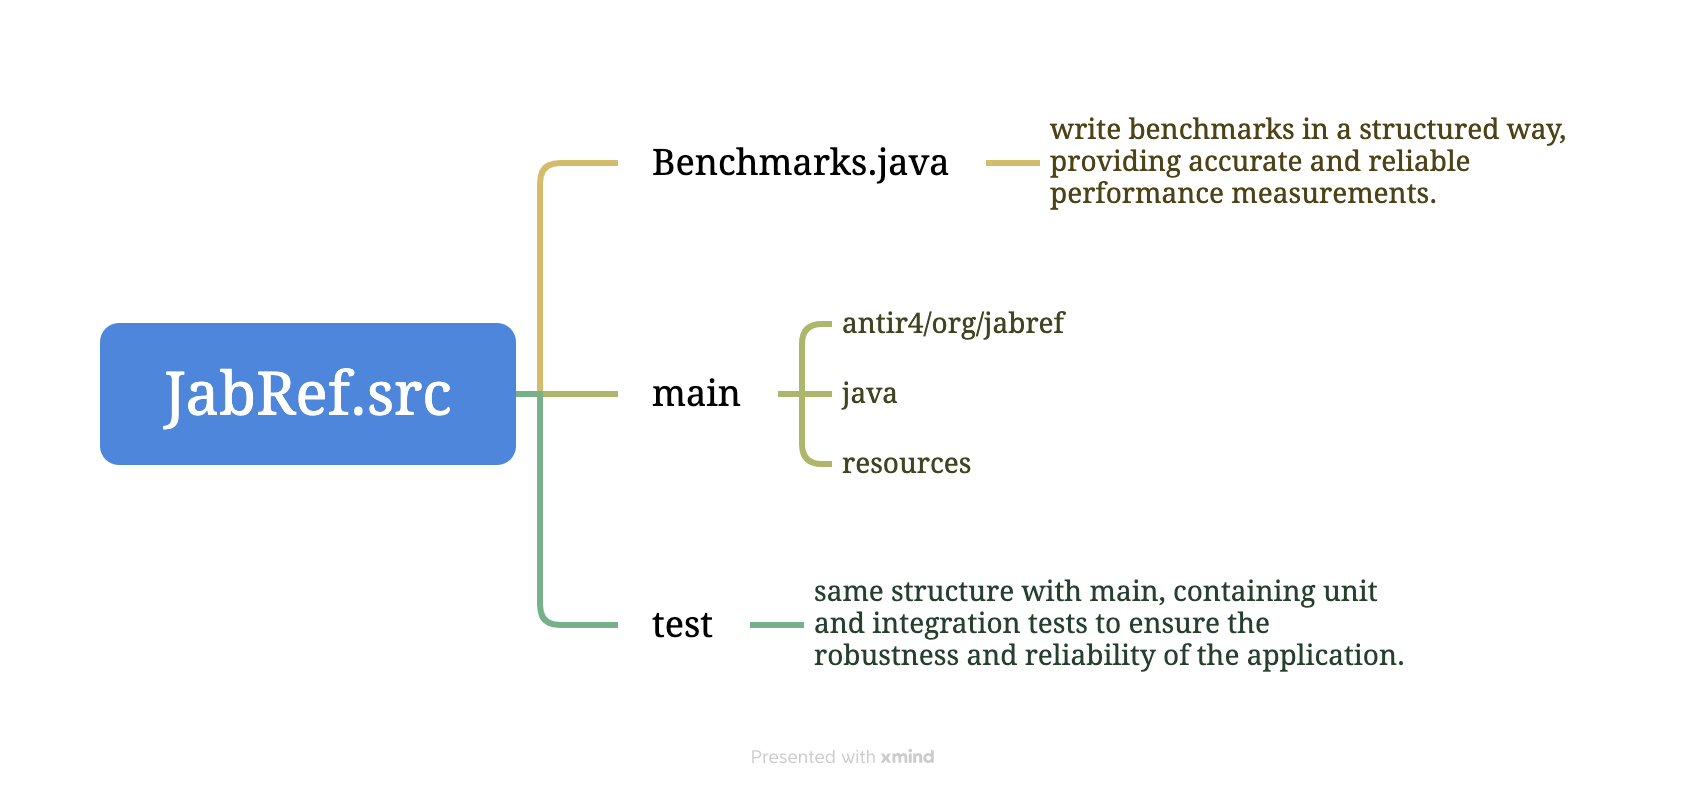 Benchmarks.java
write benchmarks in a structured way,
providing accurate and reliable
performance measurements.
JabRef.src
main
antir4/org/jabref
java
resources
test
same structure with main, containing unit
and integration tests to ensure the
robustness and reliability of the application.
Presented with xmind